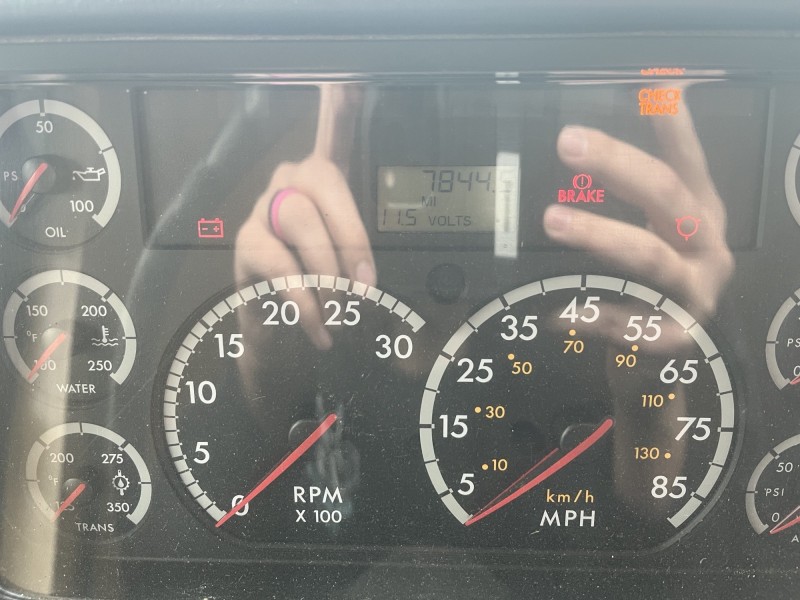 50
PS
100
OIL
CHECK
TRANS
7844.
MI
11.5 VOLTS
BRAKE
150 200
°F
100 250
WATER
200 275
°F
350
TRANS
0 5 10 15 20 25 30
RPM
X 100
5 15 25 35 45 55 65 75 85
10 30 50 70 90 110 130
km/h
MPH
PS
0
50
PSI
0
A